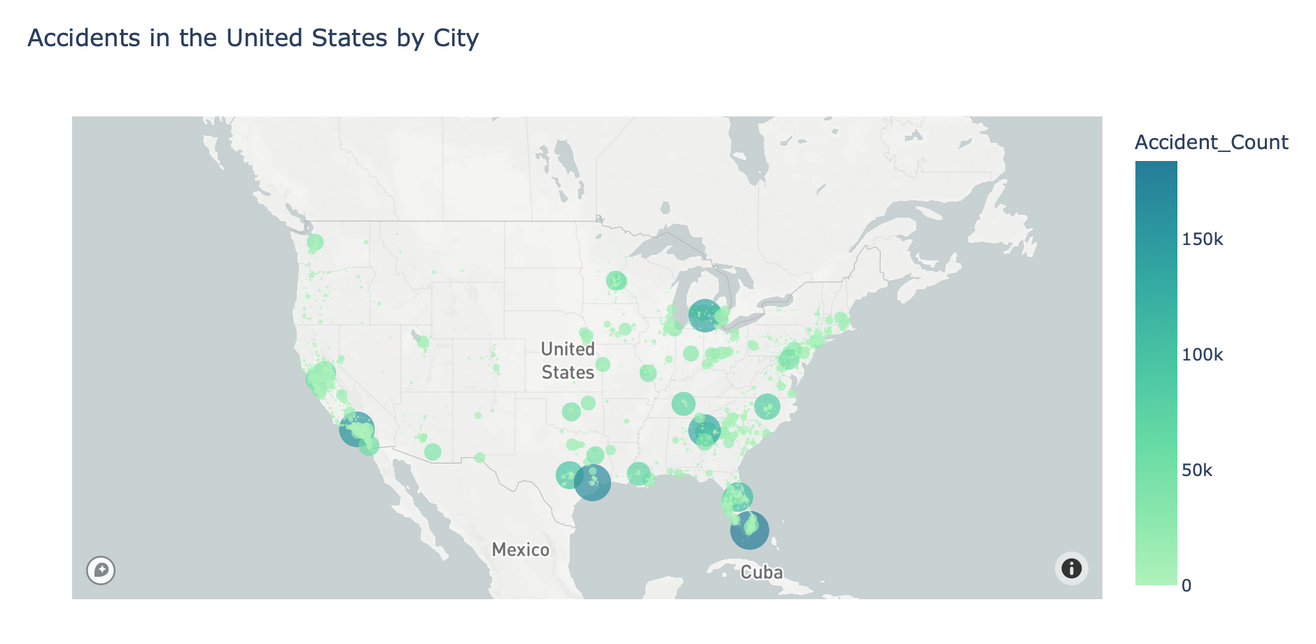 Accidents in the United States by City
Accident_Count
150k
100k
50k
0
United
States
Mexico
Cuba